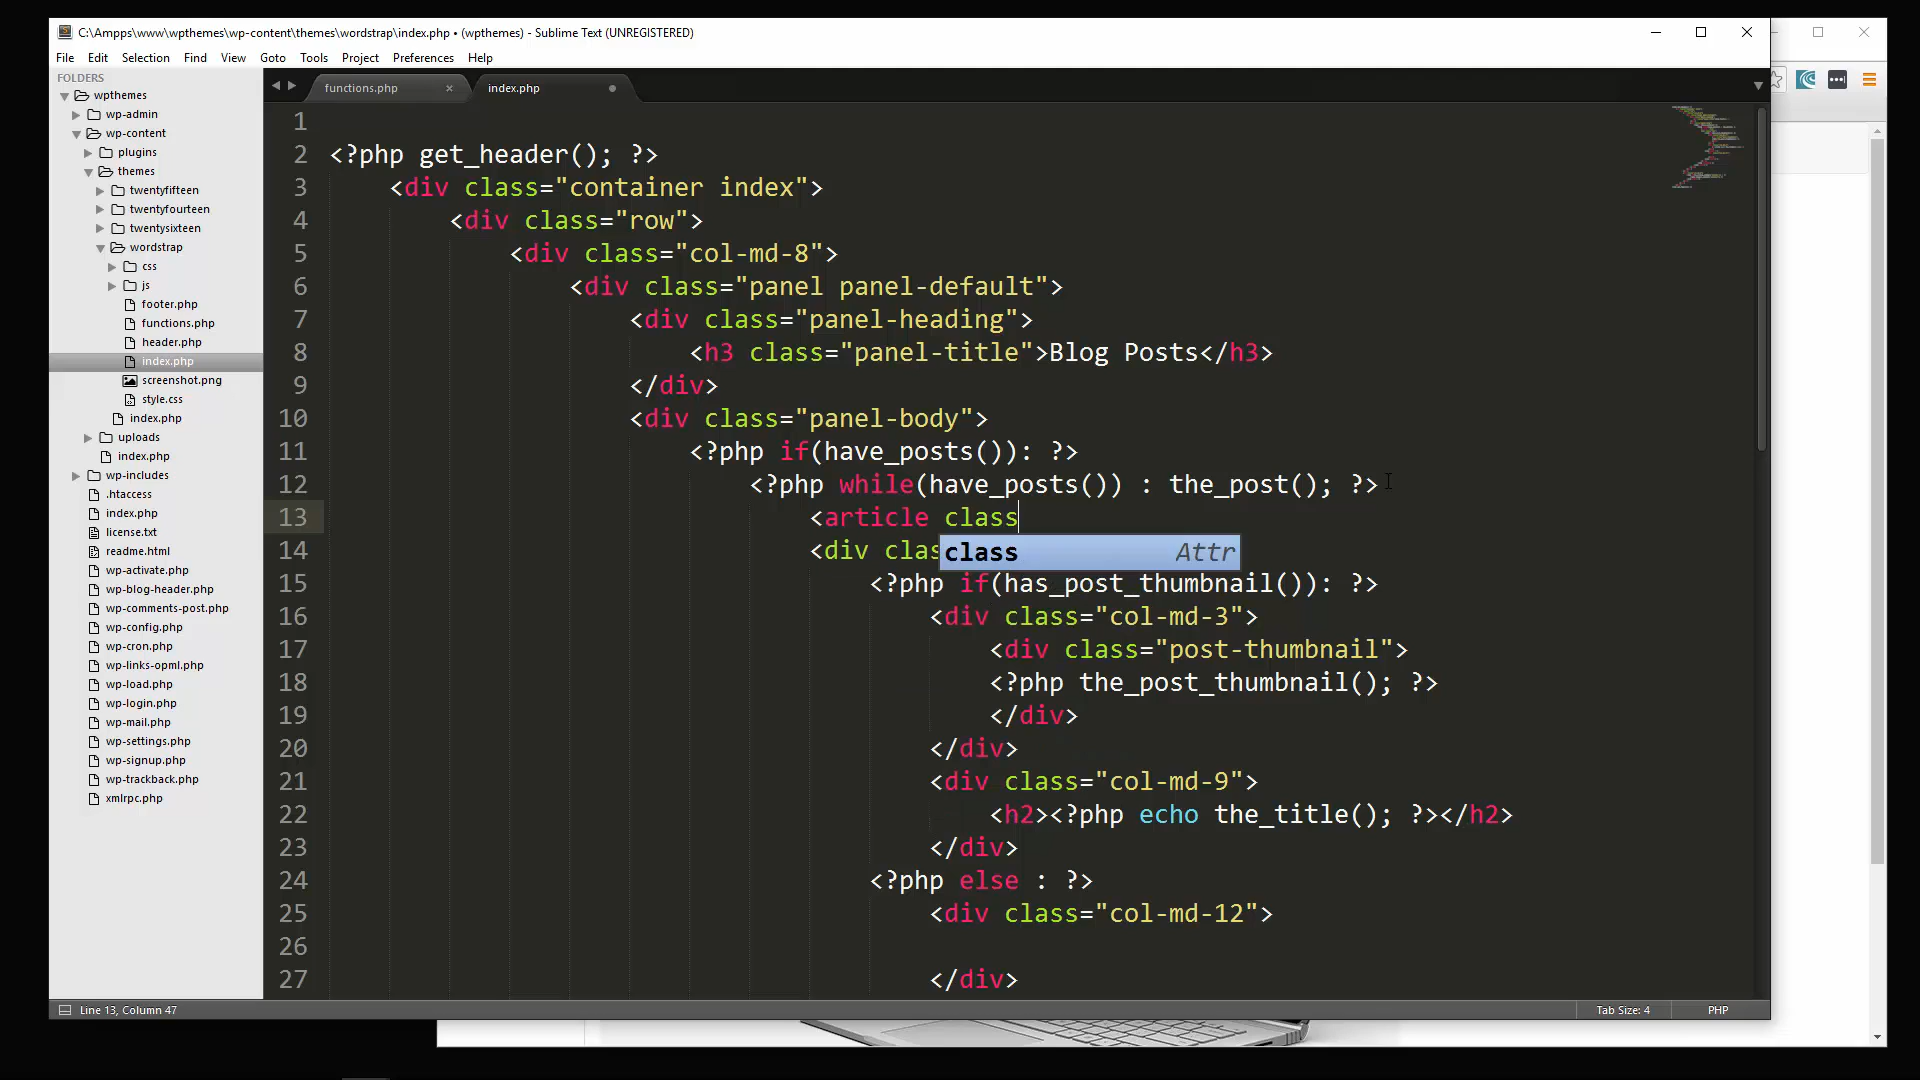 C:\Ampps\www\wpthemes\wp-content\themes\wordstrap\index.php • (wpthemes) - Sublime Text (UNREGISTERED)
File Edit Selection Find View Goto Tools Project Preferences Help
FOLDERS
wpthemes
wp-admin
wp-content
plugins
themes
twentyfifteen
twentyfourteen
twentysixteen
wordstrap
css
js
footer.php
functions.php
header.php
index.php
screenshot.png
style.css
index.php
uploads
index.php
wp-includes
.htaccess
index.php
license.txt
readme.html
wp-activate.php
wp-blog-header.php
wp-comments-post.php
wp-config.php
wp-cron.php
wp-links-opml.php
wp-load.php
wp-login.php
wp-mail.php
wp-settings.php
wp-signup.php
wp-trackback.php
xmlrpc.php
functions.php × index.php
1
2 <?php get_header(); ?>
3 <div class="container index">
4 <div class="row">
5 <div class="col-md-8">
6 <div class="panel panel-default">
7 <div class="panel-heading">
8 <h3 class="panel-title">Blog Posts</h3>
9 </div>
10 <div class="panel-body">
11 <?php if(have_posts()): ?>
12 <?php while(have_posts()) : the_post(); ?>
13 <article class
14 <div clas
class Attr
15 <?php if(has_post_thumbnail()): ?>
16 <div class="col-md-3">
17 <div class="post-thumbnail">
18 <?php the_post_thumbnail(); ?>
19 </div>
20 </div>
21 <div class="col-md-9">
22 <h2><?php echo the_title(); ?></h2>
23 </div>
24 <?php else : ?>
25 <div class="col-md-12">
26
27 </div>
Line 13, Column 47 Tab Size: 4 PHP